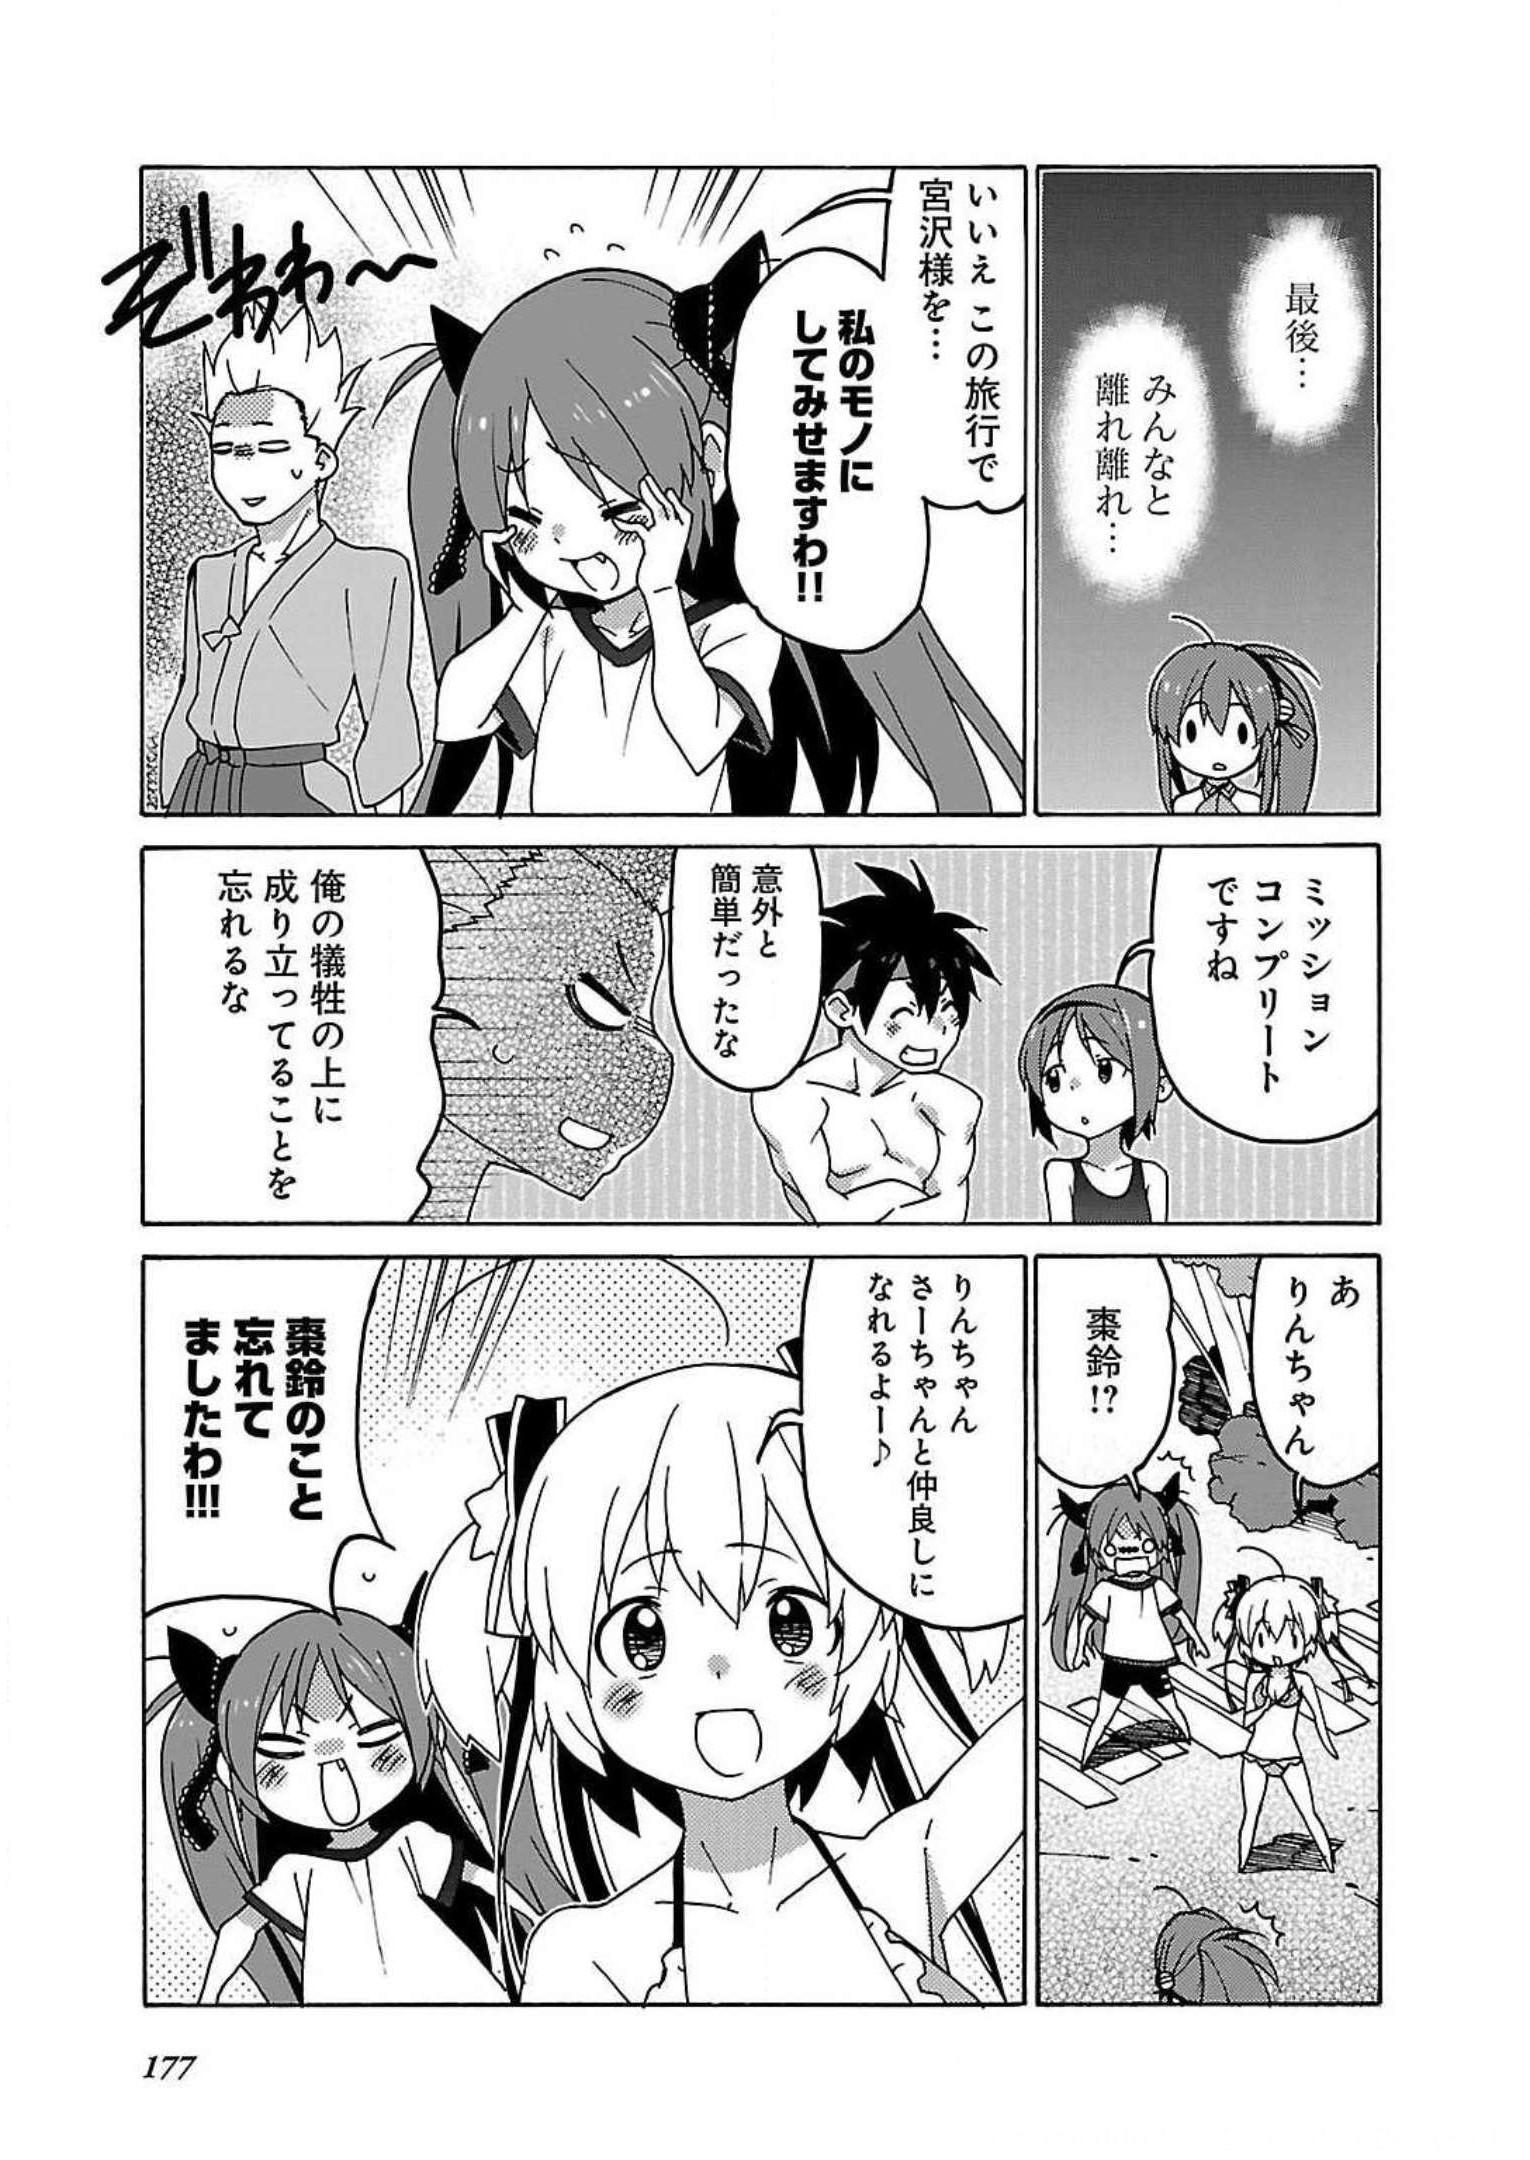 最後…
みんなと
離れ離れ…
いいえ この旅行で
宮沢様を…
私のモノに
してみせますわ!!
ぞわわ～
ミッション
コンプリート
ですね
意外と
簡単だったな
俺の犠牲の上に
成り立ってることを
忘れるな
あ
りんちゃん
棗鈴!?
りんちゃん
さーちゃんと仲良しに
なれるよー♪
棗鈴のこと
忘れて
ましたわ!!!
177